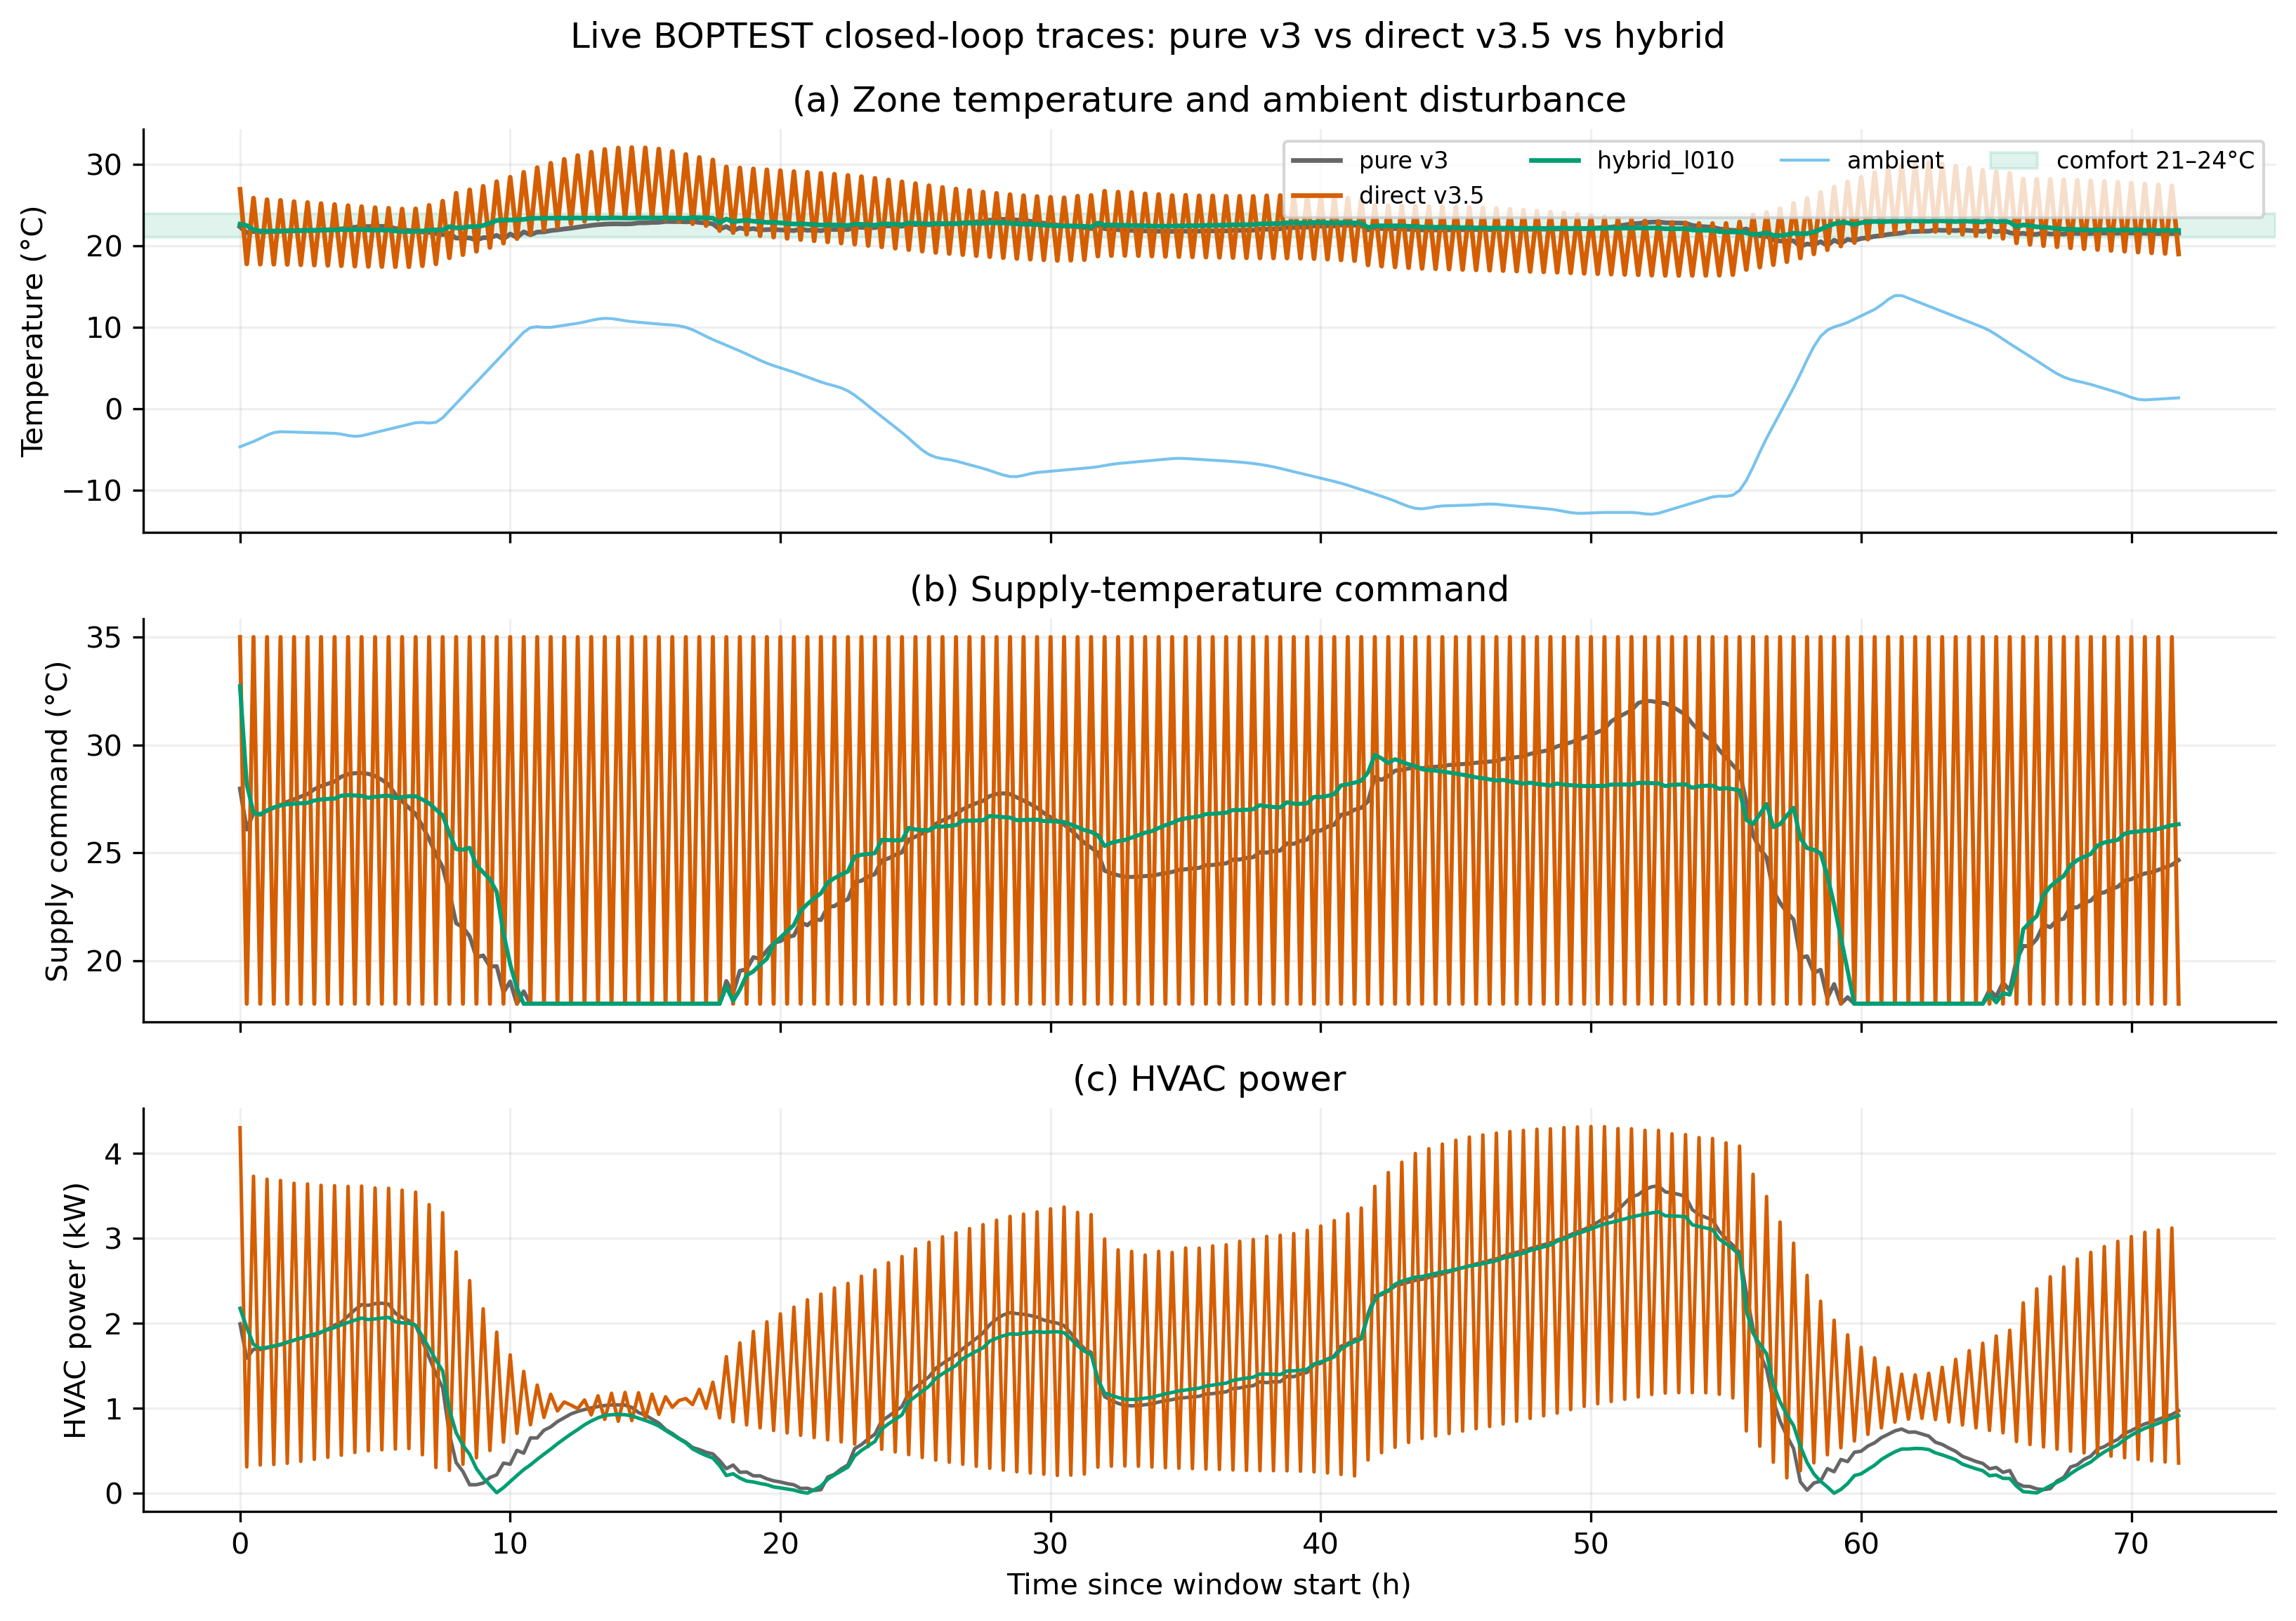 Live BOPTEST closed-loop traces: pure v3 vs direct v3.5 vs hybrid
(a) Zone temperature and ambient disturbance
pure v3
direct v3.5
hybrid_l010
ambient
comfort 21–24°C
Temperature (°C)
30
20
10
0
−10
(b) Supply-temperature command
Supply command (°C)
35
30
25
20
(c) HVAC power
HVAC power (kW)
4
3
2
1
0
0 10 20 30 40 50 60 70
Time since window start (h)